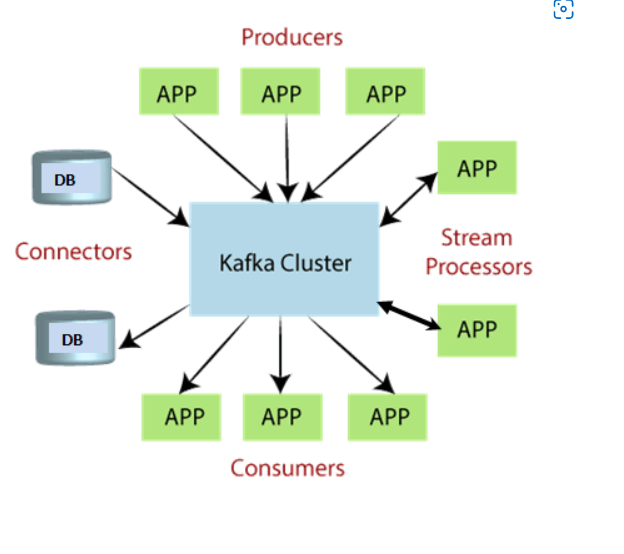 Producers
APP
APP
APP
DB
APP
Connectors
Kafka Cluster
Stream
Processors
DB
APP
APP
APP
APP
Consumers